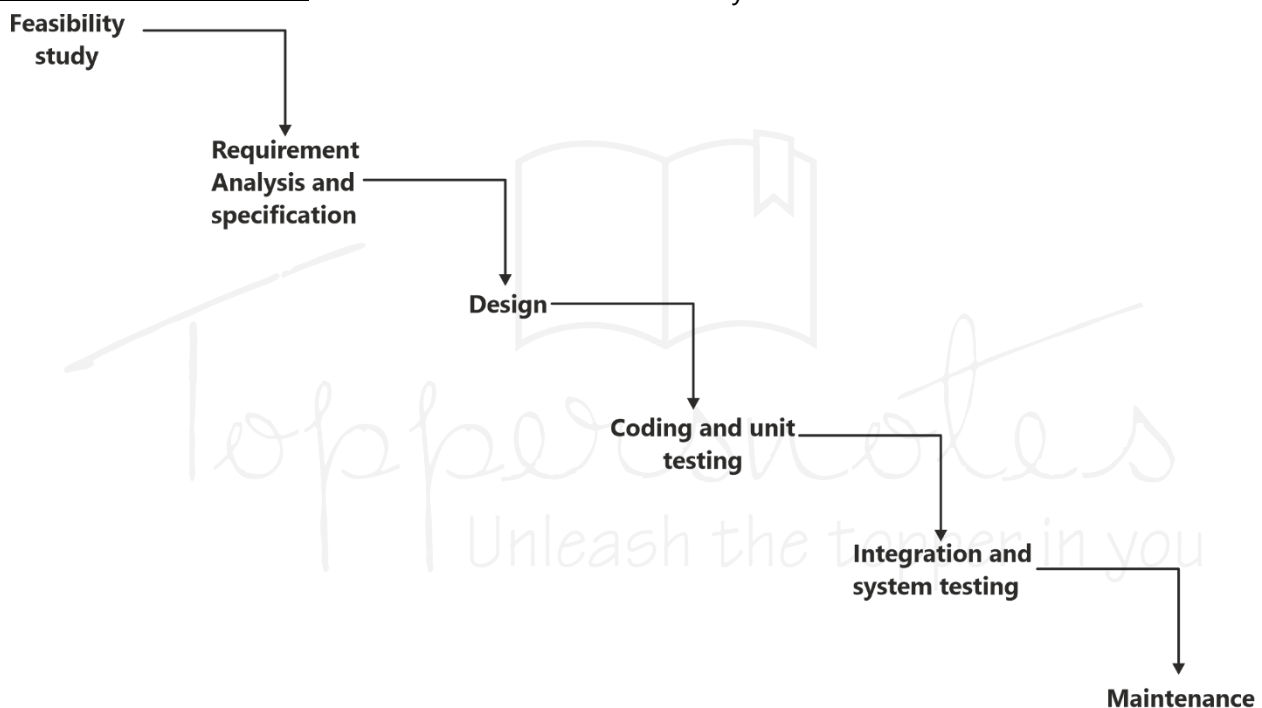 Feasibility
study
Requirement
Analysis and
specification
Design
Coding and unit
testing
Integration and
system testing
Maintenance
Toppersnotes
Unleash the topper in you